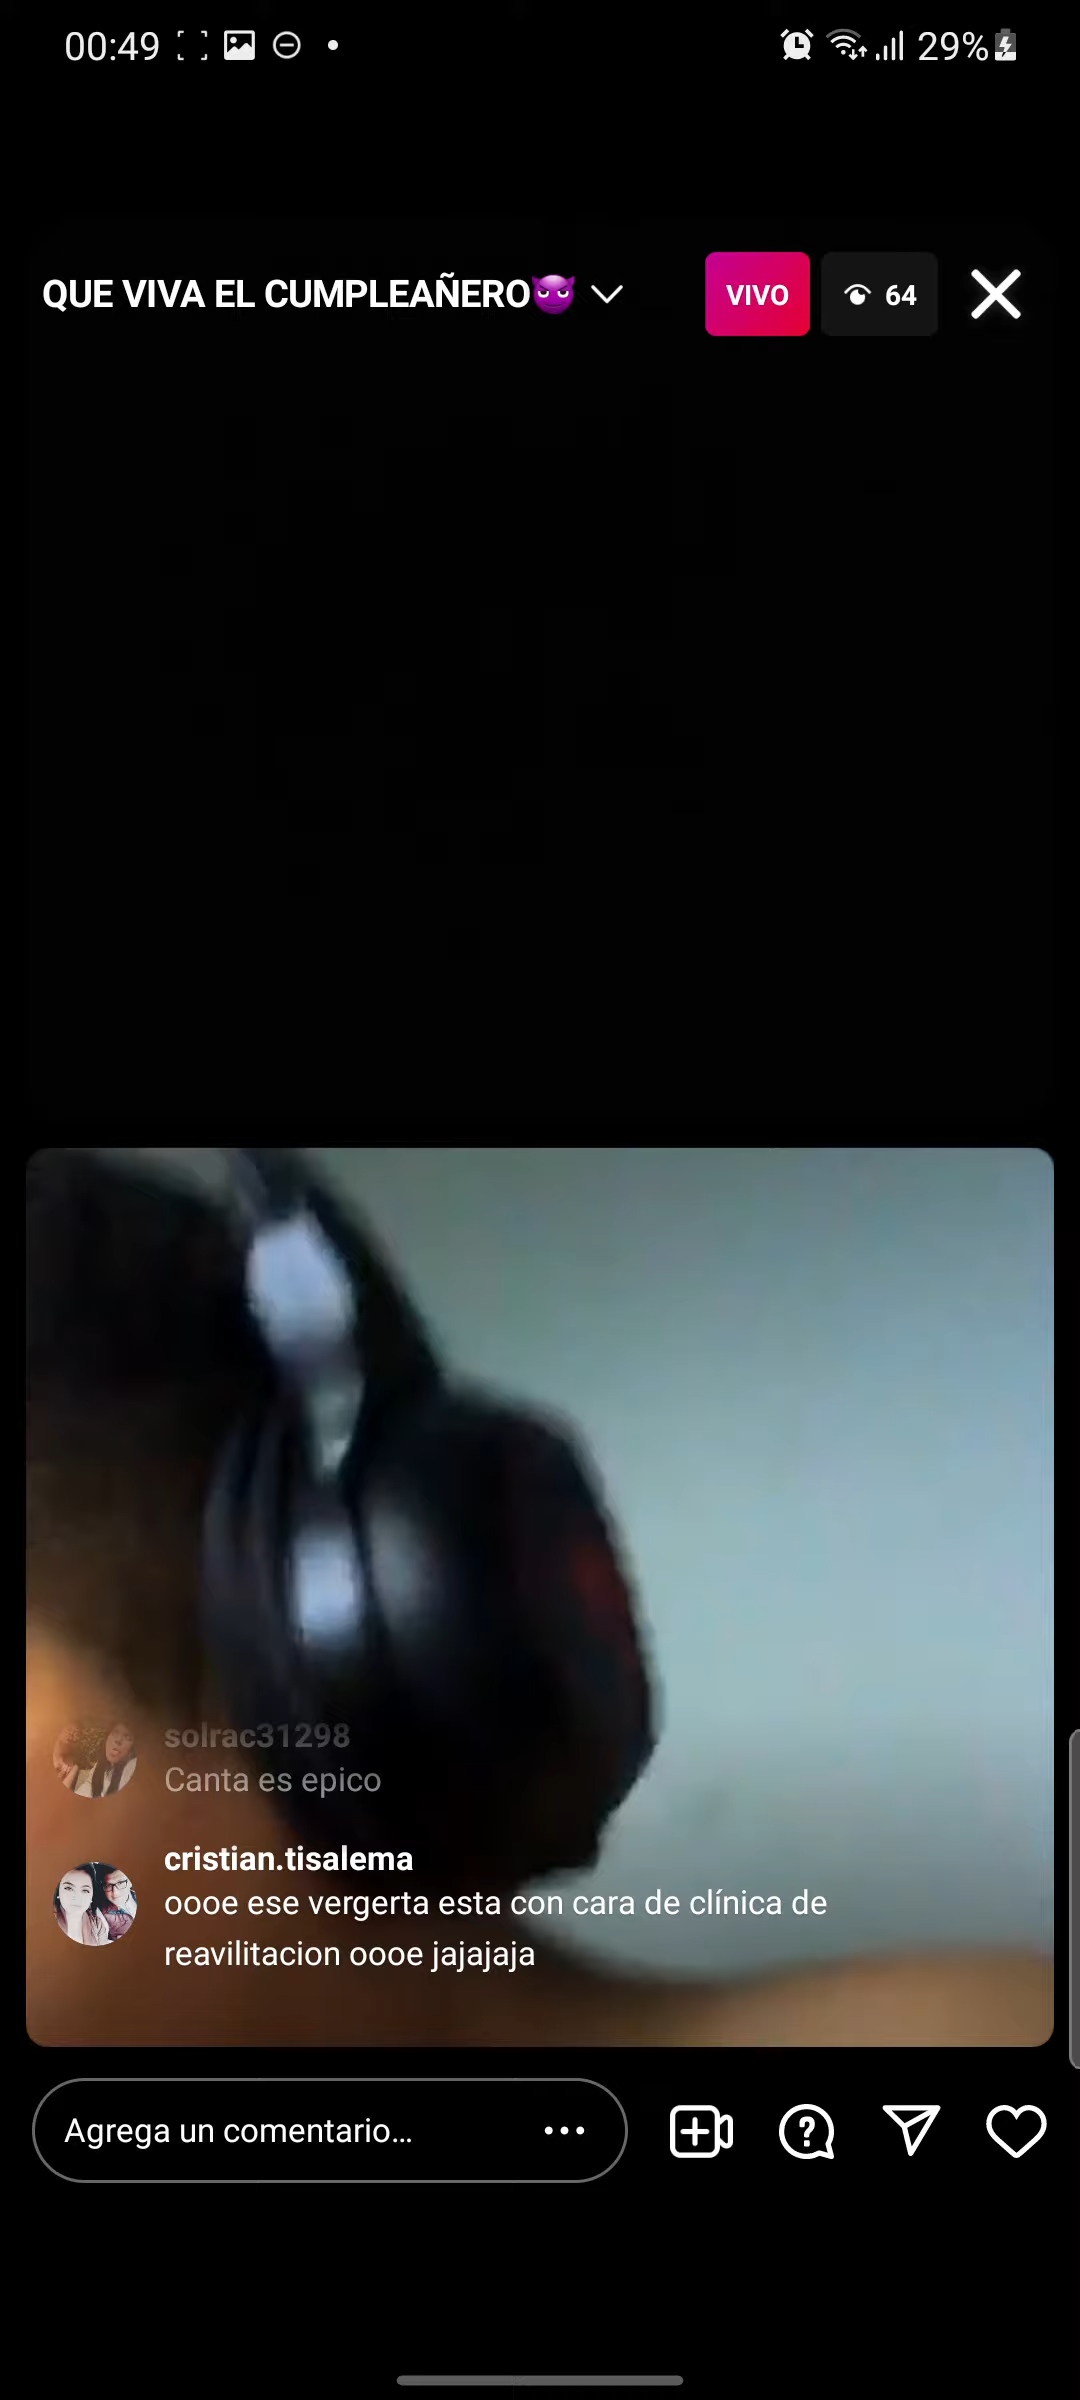 00:49
29%
QUE VIVA EL CUMPLEAÑERO😈
VIVO
64
solrac31298
Canta es epico
cristian.tisalema
oooe ese vergerta esta con cara de clínica de
reavilitacion oooe jajajaja
Agrega un comentario...